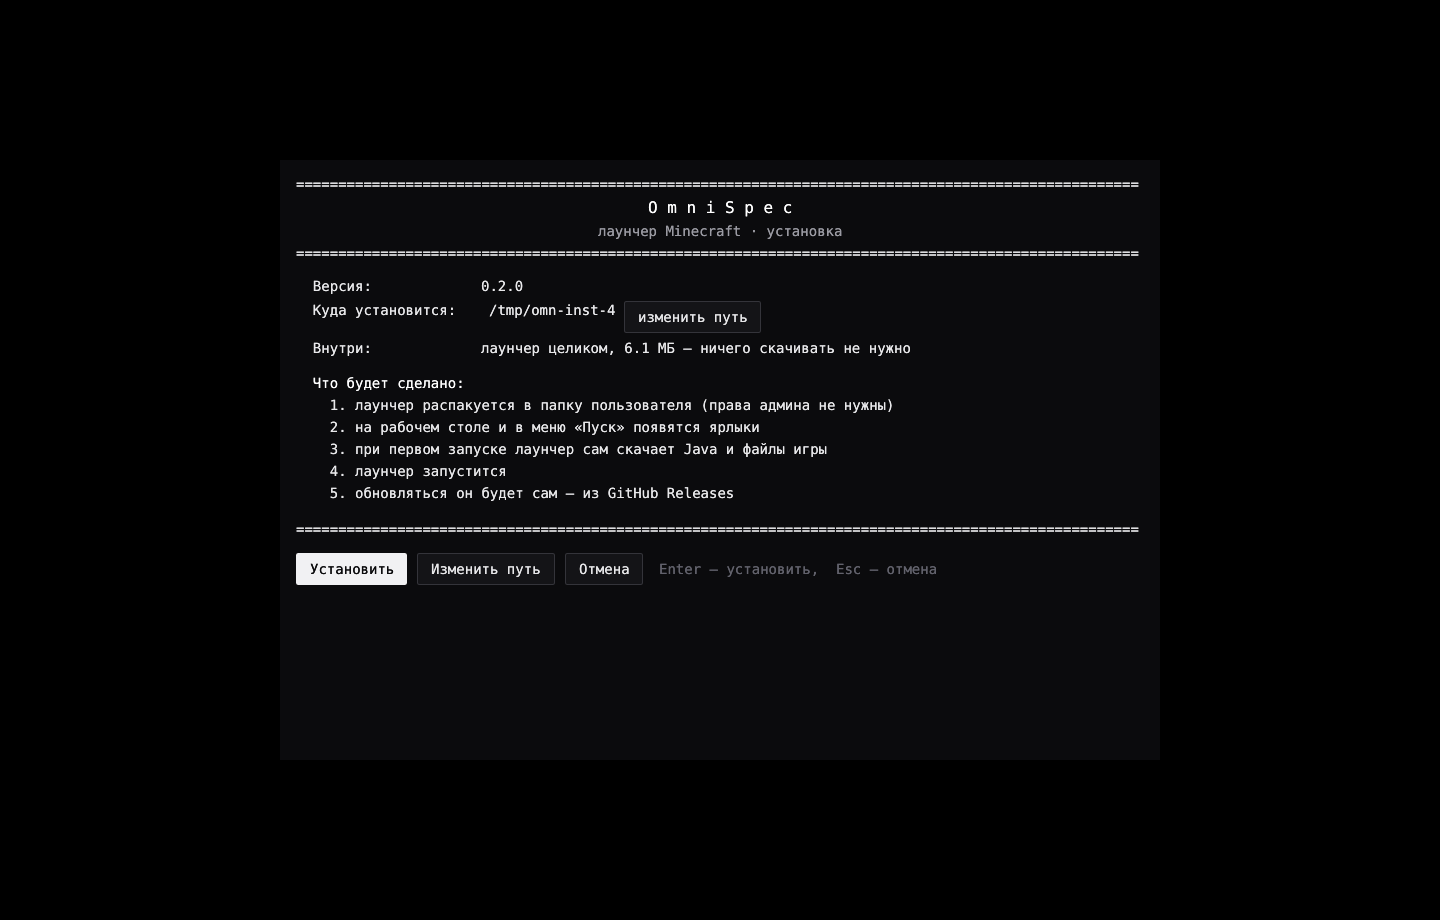 ====================================================================================================
OmniSpec
лаунчер Minecraft · установка
====================================================================================================
Версия: 0.2.0
Куда установится: /tmp/omn-inst-4 изменить путь
Внутри: лаунчер целиком, 6.1 МБ — ничего скачивать не нужно
Что будет сделано:
1. лаунчер распакуется в папку пользователя (права админа не нужны)
2. на рабочем столе и в меню «Пуск» появятся ярлыки
3. при первом запуске лаунчер сам скачает Java и файлы игры
4. лаунчер запустится
5. обновляться он будет сам — из GitHub Releases
====================================================================================================
Установить Изменить путь Отмена Enter — установить, Esc — отмена